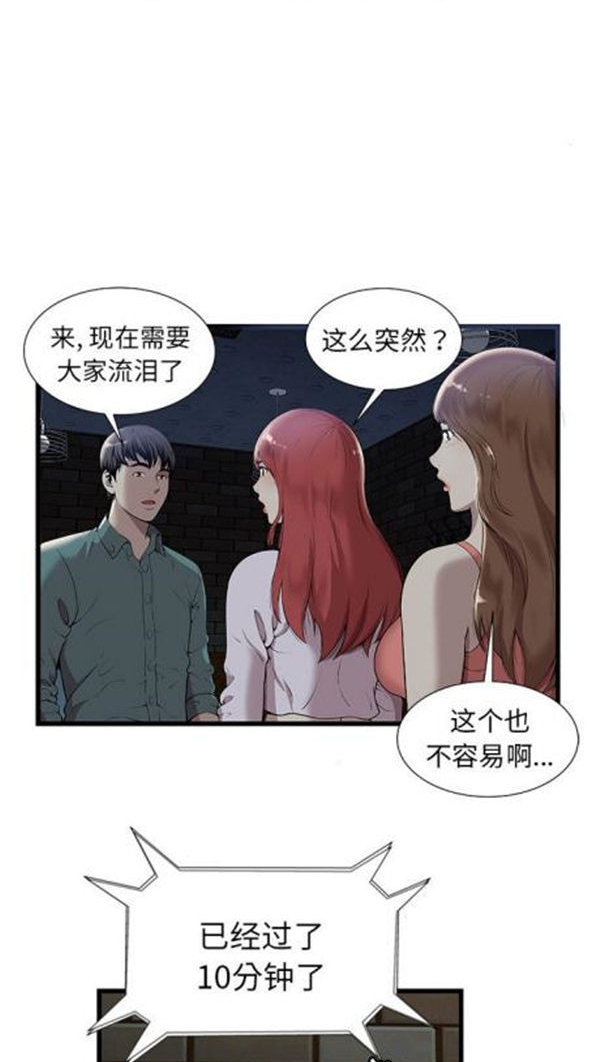 来,现在需要
大家流泪了
这么突然？
这个也
不容易啊...
已经过了
10分钟了